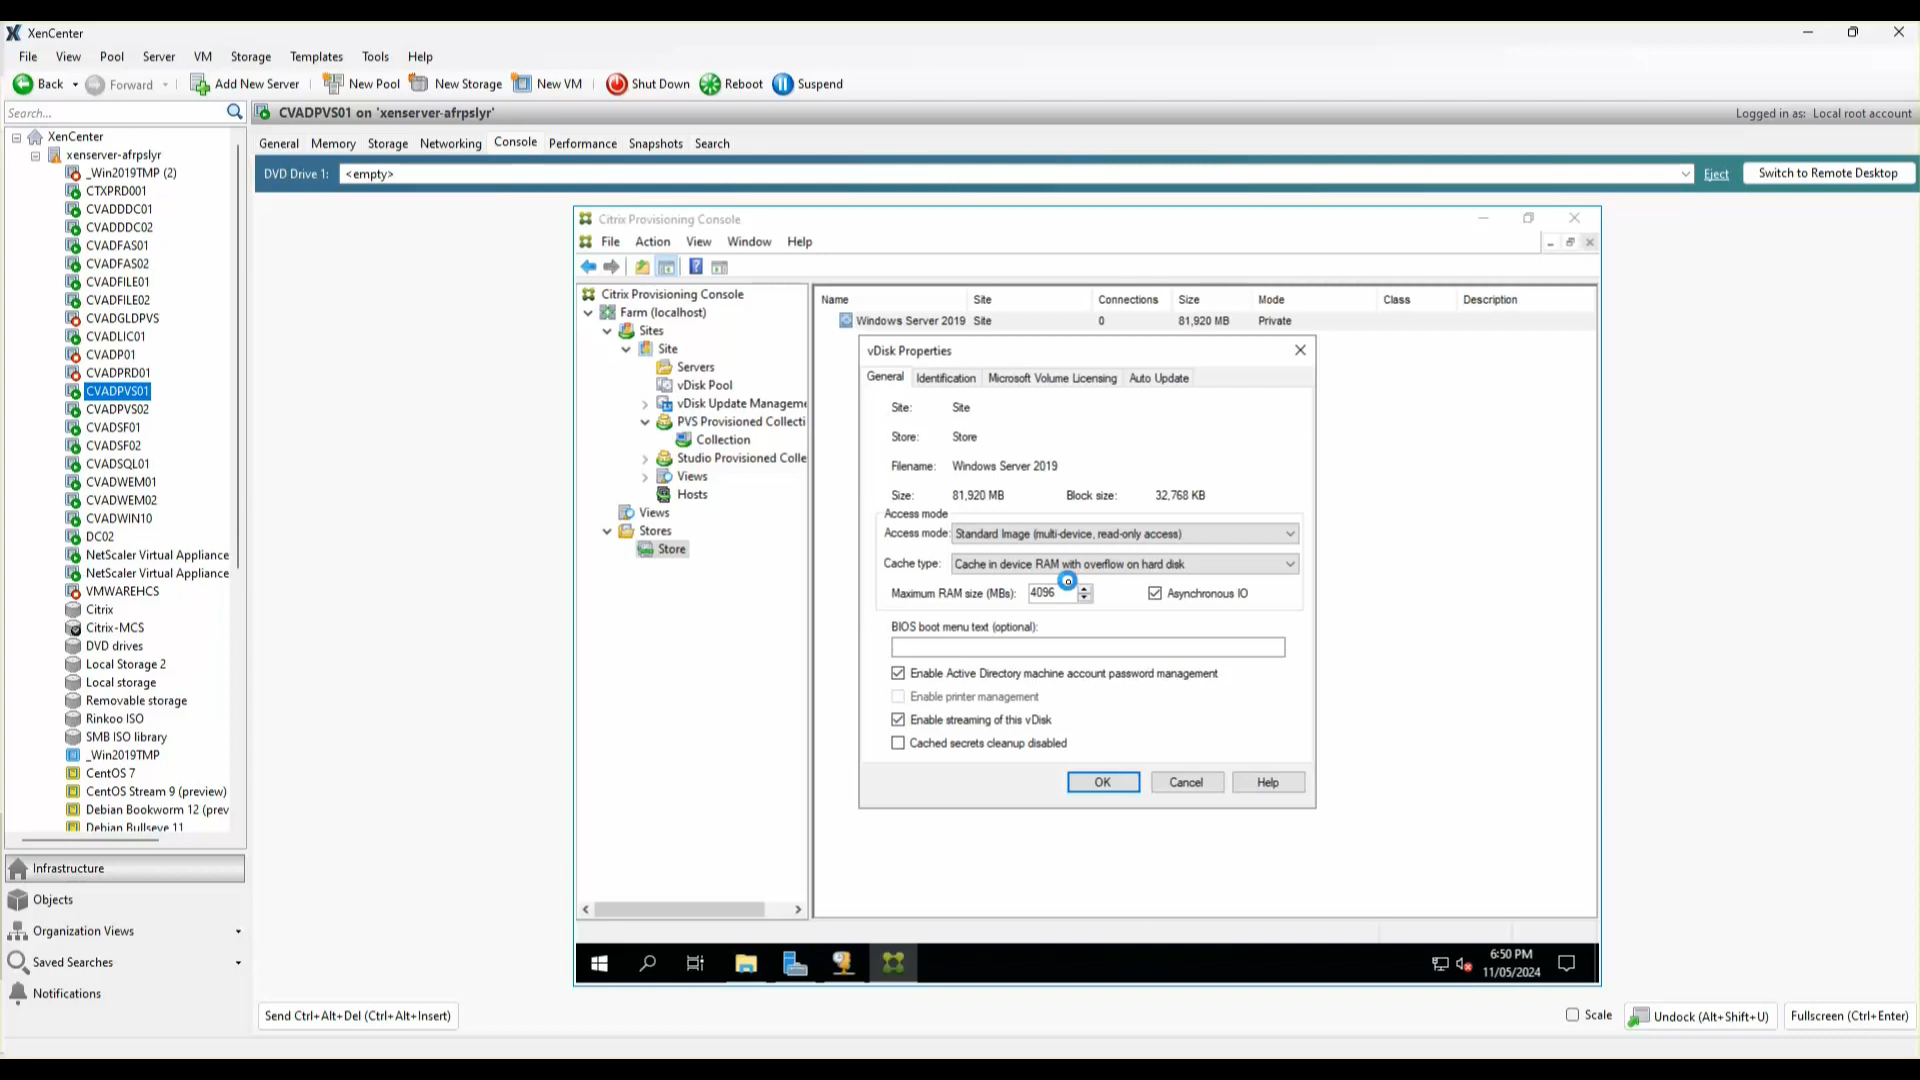 XenCenter
File View Pool Server VM Storage Templates Tools Help
Back Forward Add New Server New Pool New Storage New VM Shut Down Reboot Suspend
Search...
CVADPVS01 on 'xenserver-afrpslyr'
Logged in as: Local root account
XenCenter
xenserver-afrpslyr
_Win2019TMP (2)
CTXPRD001
CVADDDC01
CVADDDC02
CVADFAS01
CVADFAS02
CVADFILE01
CVADFILE02
CVADGLDPVS
CVADLIC01
CVADP01
CVADPRD01
CVADPVS01
CVADPVS02
CVADSF01
CVADSF02
CVADSQL01
CVADWEM01
CVADWEM02
CVADWIN10
DC02
NetScaler Virtual Appliance
NetScaler Virtual Appliance
VMWAREHCS
Citrix
Citrix-MCS
DVD drives
Local Storage 2
Local storage
Removable storage
Rinkoo ISO
SMB ISO library
_Win2019TMP
CentOS 7
CentOS Stream 9 (preview)
Debian Bookworm 12 (prev
Debian Bullseye 11
Infrastructure
Objects
Organization Views
Saved Searches
Notifications
General Memory Storage Networking Console Performance Snapshots Search
DVD Drive 1: <empty> Eject Switch to Remote Desktop
Citrix Provisioning Console
File Action View Window Help
Citrix Provisioning Console
Farm (localhost)
Sites
Site
Servers
vDisk Pool
vDisk Update Manageme
PVS Provisioned Collecti
Collection
Studio Provisioned Colle
Views
Hosts
Views
Stores
Store
Name Site Connections Size Mode Class Description
Windows Server 2019 Site 0 81,920 MB Private
vDisk Properties
General Identification Microsoft Volume Licensing Auto Update
Site: Site
Store: Store
Filename: Windows Server 2019
Size: 81,920 MB Block size: 32,768 KB
Access mode
Access mode: Standard Image (multi-device, read-only access)
Cache type: Cache in device RAM with overflow on hard disk
Maximum RAM size (MBs): 4096 Asynchronous IO
BIOS boot menu text (optional):
Enable Active Directory machine account password management
Enable printer management
Enable streaming of this vDisk
Cached secrets cleanup disabled
OK Cancel Help
6:50 PM
11/05/2024
Send Ctrl+Alt+Del (Ctrl+Alt+Insert)
Scale Undock (Alt+Shift+U) Fullscreen (Ctrl+Enter)